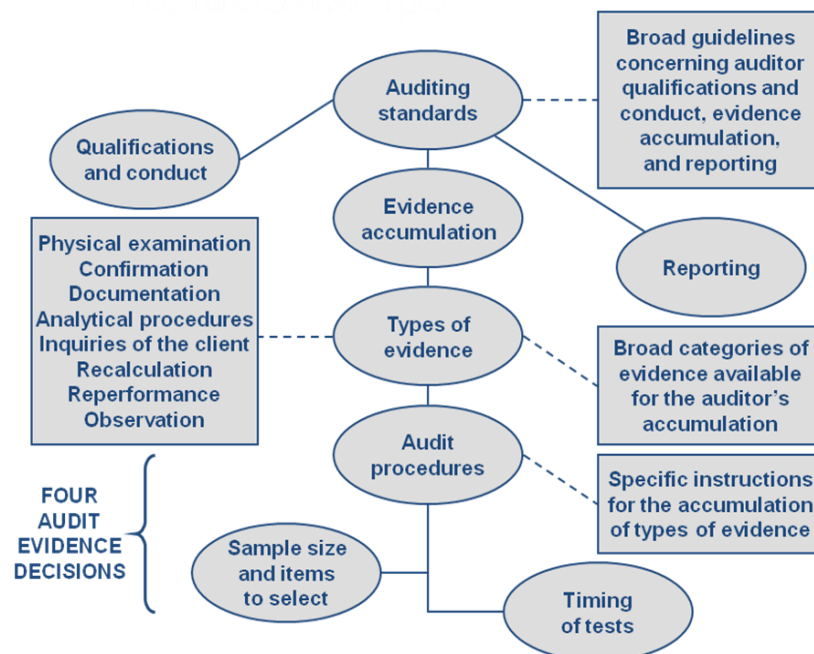 Auditing
standards
Broad guidelines
concerning auditor
qualifications and
conduct, evidence
accumulation,
and reporting
Qualifications
and conduct
Evidence
accumulation
Reporting
Physical examination
Confirmation
Documentation
Analytical procedures
Inquiries of the client
Recalculation
Reperformance
Observation
Types of
evidence
Broad categories of
evidence available
for the auditor's
accumulation
Audit
procedures
Specific instructions
for the accumulation
of types of evidence
FOUR
AUDIT
EVIDENCE
DECISIONS
Sample size
and items
to select
Timing
of tests